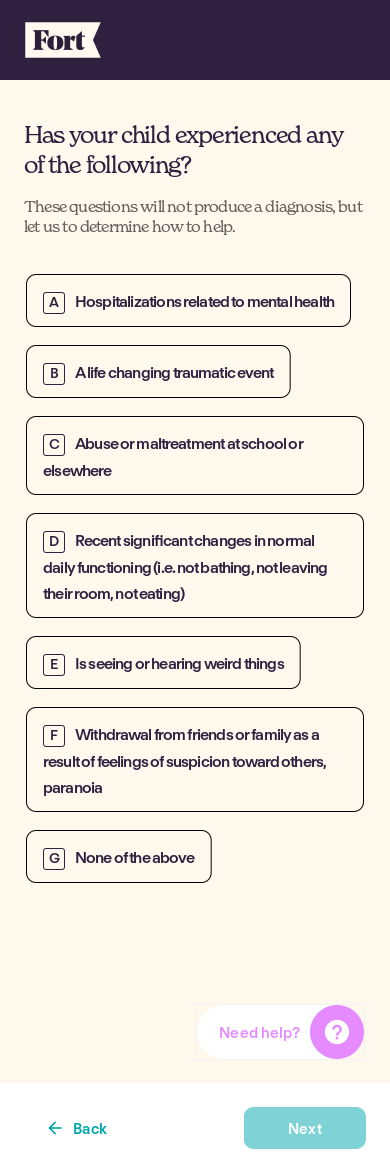 Fort
Has your child experienced any
of the following?
These questions will not produce a diagnosis, but
let us to determine how to help.
A Hospitalizations related to mental health
B A life changing traumatic event
C Abuse or maltreatment at school or
elsewhere
D Recent significant changes in normal
daily functioning (i.e. not bathing, not leaving
their room, not eating)
E Is seeing or hearing weird things
F Withdrawal from friends or family as a
result of feelings of suspicion toward others,
paranoia
G None of the above
Need help? ?
Back Next